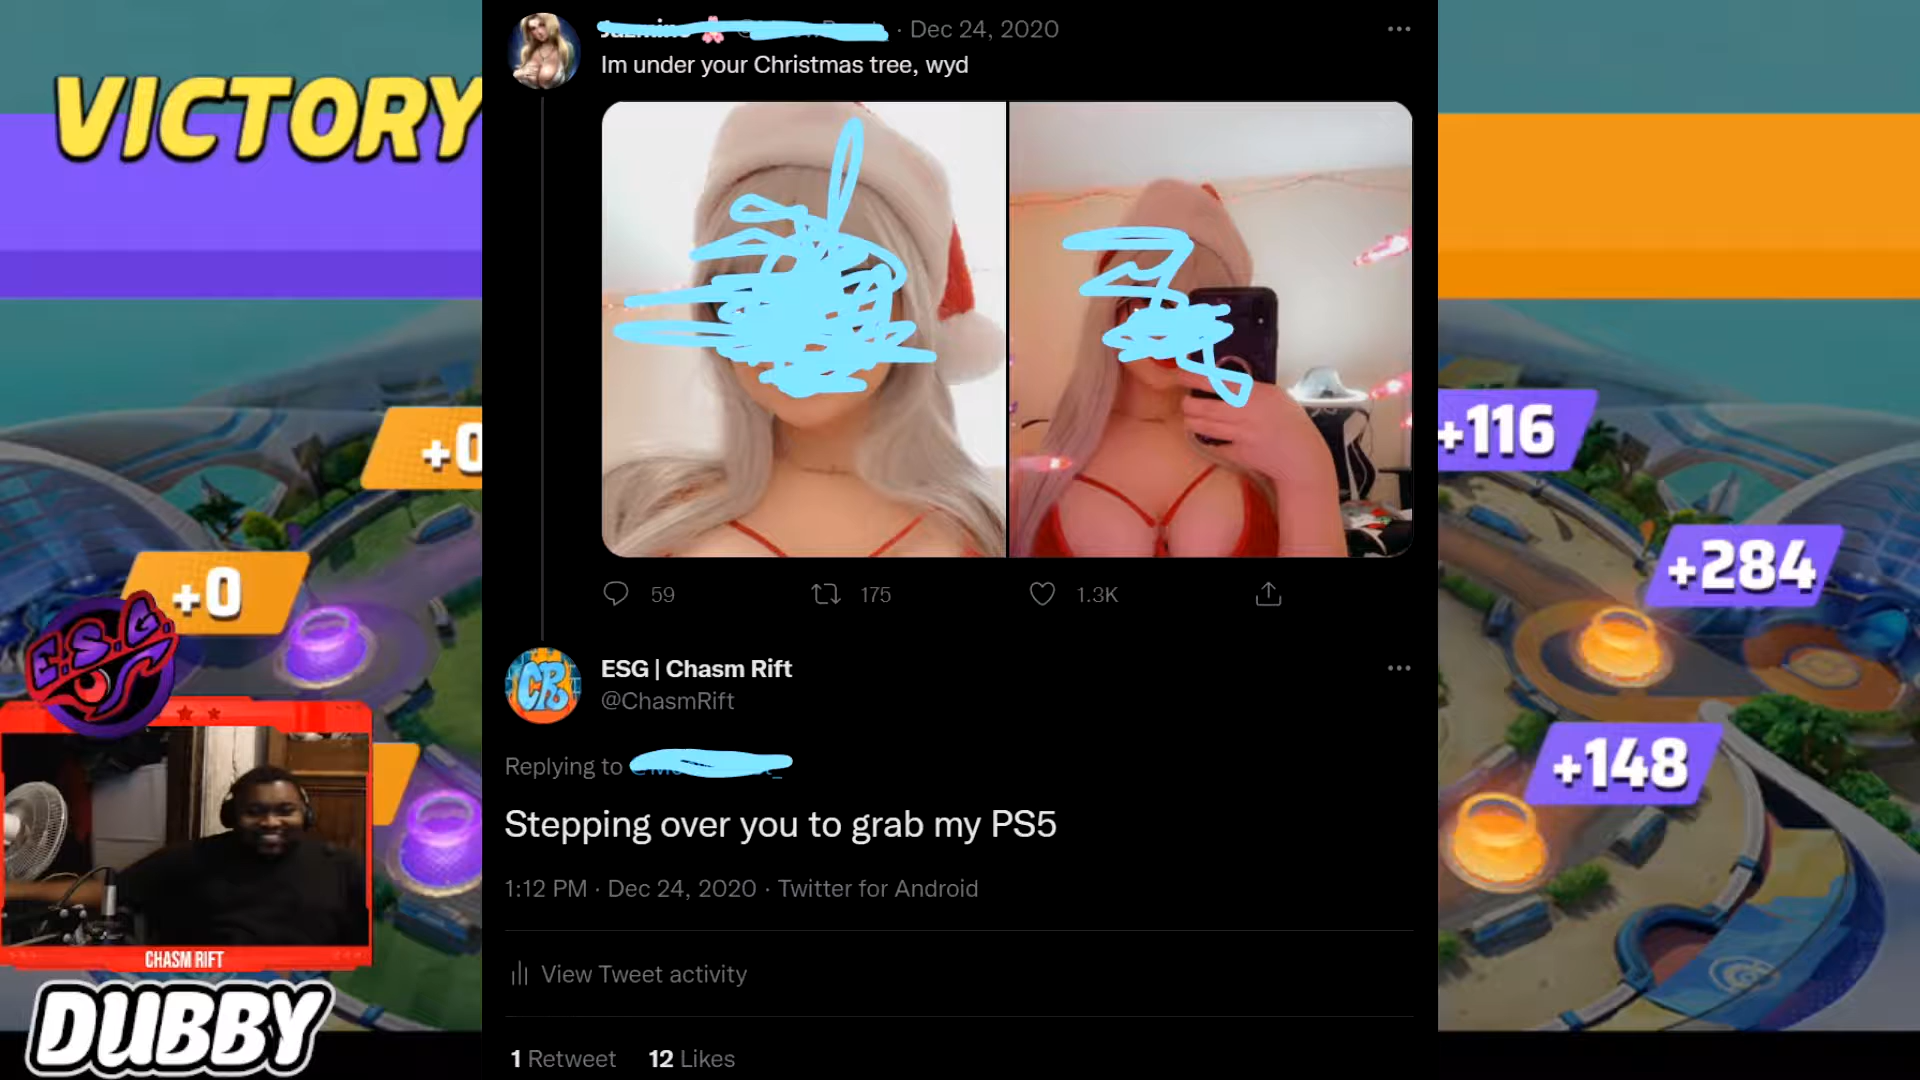 VICTORY
· Dec 24, 2020
Im under your Christmas tree, wyd
59 175 1.3K
ESG | Chasm Rift
@ChasmRift
CR
Replying to
Stepping over you to grab my PS5
1:12 PM · Dec 24, 2020 · Twitter for Android
View Tweet activity
1 Retweet 12 Likes
+0
+0
E.S.G.
CHASM RIFT
DUBBY
+116
+284
+148